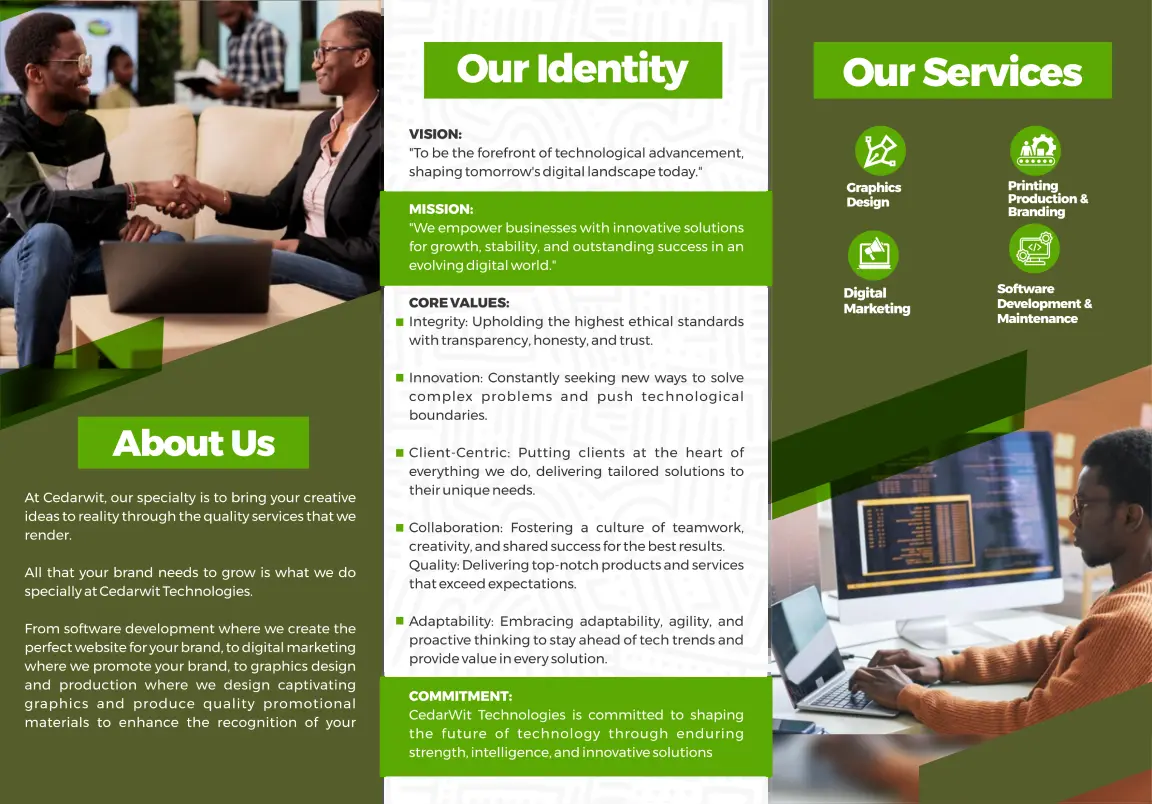 About Us
At Cedarwit, our specialty is to bring your creative
ideas to reality through the quality services that we
render.
All that your brand needs to grow is what we do
specially at Cedarwit Technologies.
From software development where we create the
perfect website for your brand, to digital marketing
where we promote your brand, to graphics design
and production where we design captivating
graphics and produce quality promotional
materials to enhance the recognition of your
Our Identity
VISION:
"To be the forefront of technological advancement,
shaping tomorrow's digital landscape today."
MISSION:
"We empower businesses with innovative solutions
for growth, stability, and outstanding success in an
evolving digital world."
CORE VALUES:
Integrity: Upholding the highest ethical standards
with transparency, honesty, and trust.
Innovation: Constantly seeking new ways to solve
complex problems and push technological
boundaries.
Client-Centric: Putting clients at the heart of
everything we do, delivering tailored solutions to
their unique needs.
Collaboration: Fostering a culture of teamwork,
creativity, and shared success for the best results.
Quality: Delivering top-notch products and services
that exceed expectations.
Adaptability: Embracing adaptability, agility, and
proactive thinking to stay ahead of tech trends and
provide value in every solution.
COMMITMENT:
CedarWit Technologies is committed to shaping
the future of technology through enduring
strength, intelligence, and innovative solutions
Our Services
Graphics
Design
Printing
Production &
Branding
Digital
Marketing
Software
Development &
Maintenance